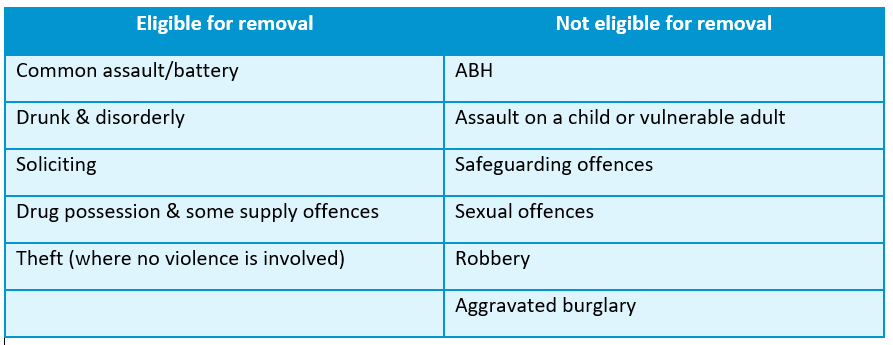 Eligible for removal Not eligible for removal
Common assault/battery ABH
Drunk & disorderly Assault on a child or vulnerable adult
Soliciting Safeguarding offences
Drug possession & some supply offences Sexual offences
Theft (where no violence is involved) Robbery
Aggravated burglary